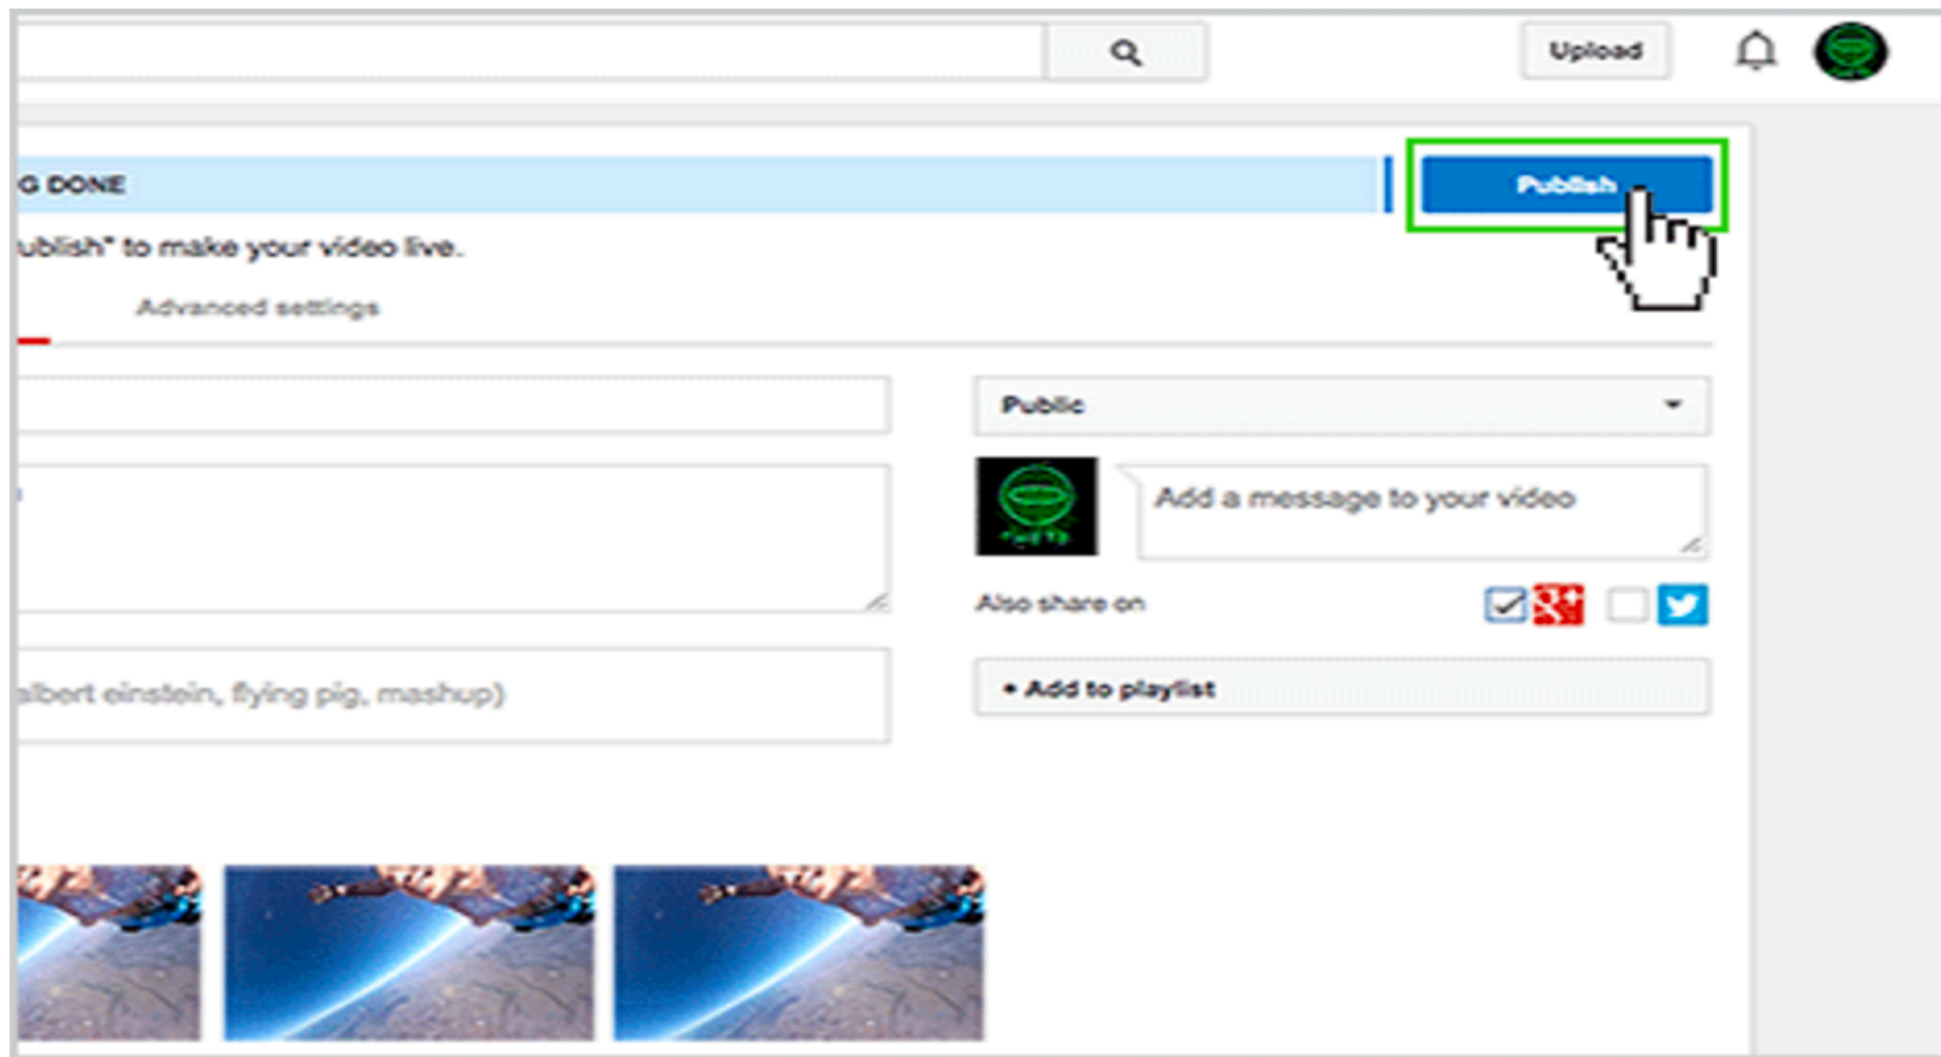 Upload
G DONE
Publish
ublish" to make your video live.
Advanced settings
Public
Add a message to your video
Also share on
g+
albert einstein, flying pig, mashup)
+ Add to playlist